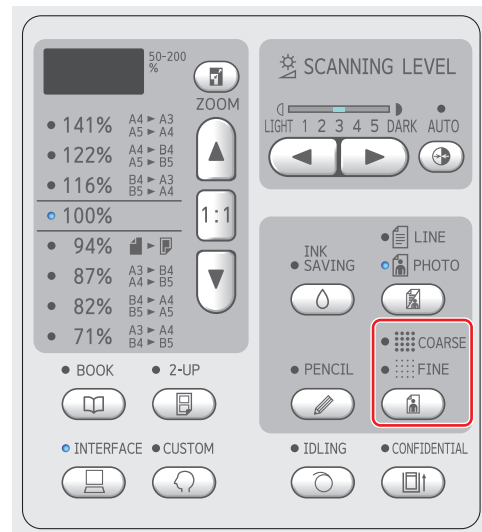 50-200
%
ZOOM
141% A4 ► A3
A5 ► A4
122% A4 ► B4
A5 ► B5
116% B4 ► A3
B5 ► A4
100%
1:1
94%
87% A3 ► B4
A4 ► B5
82% B4 ► A4
B5 ► A5
71% A3 ► A4
B4 ► B5
BOOK 2-UP
INTERFACE CUSTOM
SCANNING LEVEL
LIGHT 1 2 3 4 5 DARK AUTO
INK
SAVING
LINE
PHOTO
PENCIL
COARSE
FINE
IDLING CONFIDENTIAL